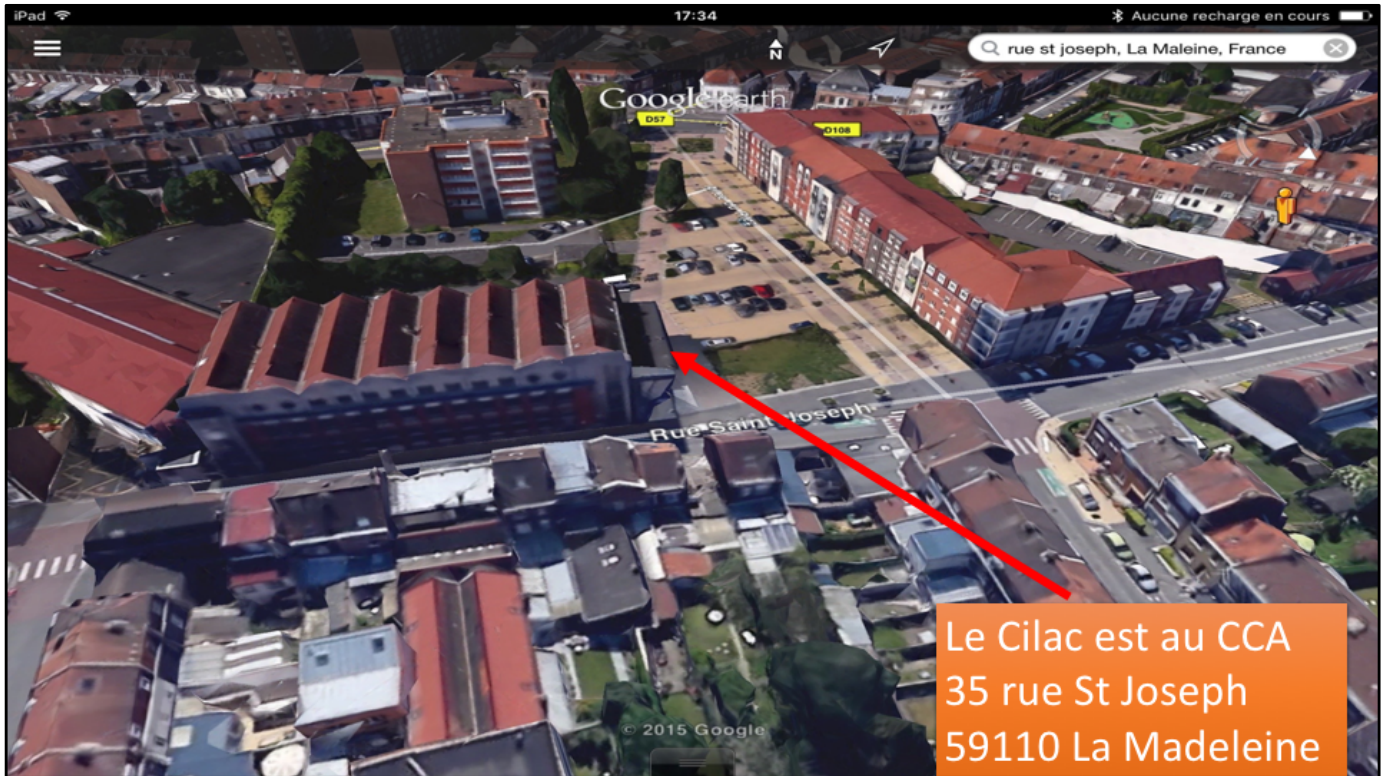 iPad
17:34
Aucune recharge en cours
N
rue st joseph, La Maleine, France
Google earth
D57
D108
Rue Saint Joseph
Le Cilac est au CCA
35 rue St Joseph
59110 La Madeleine
© 2015 Google